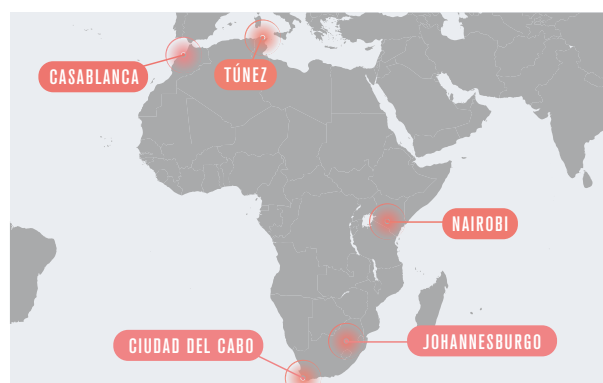 CASABLANCA
TÚNEZ
NAIROBI
CIUDAD DEL CABO
JOHANNESBURGO